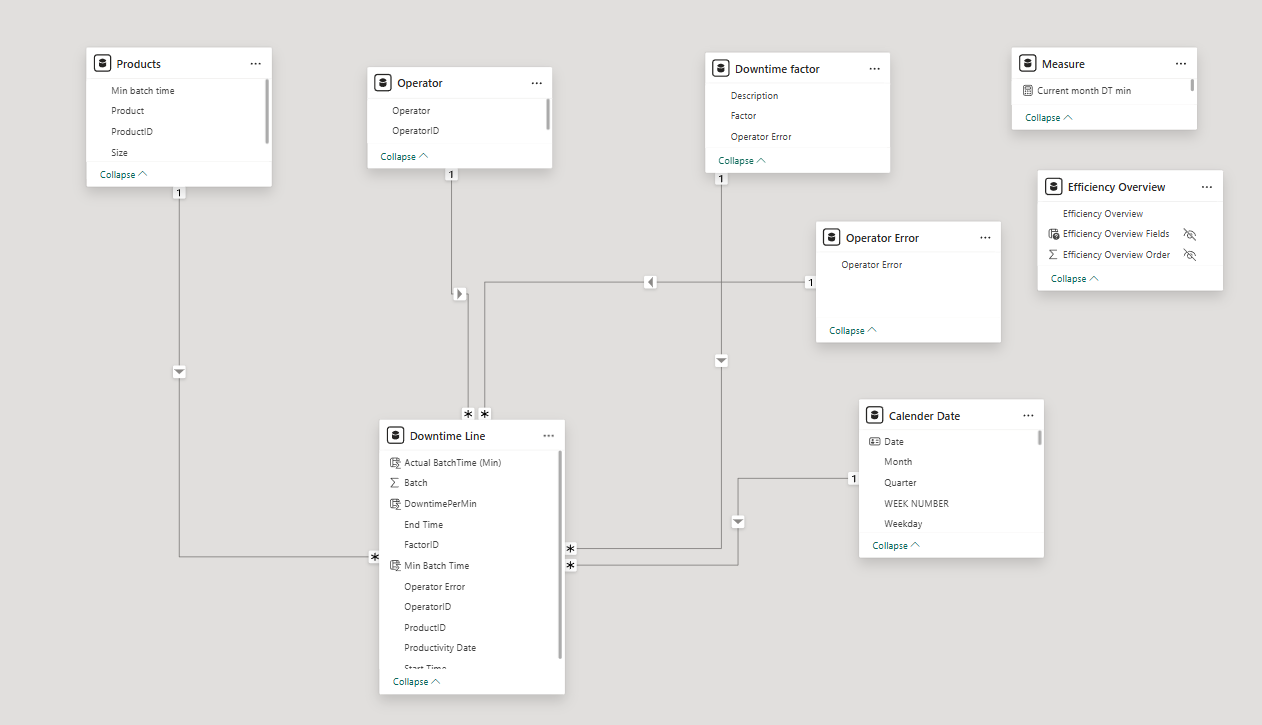 Products
Min batch time
Product
ProductID
Size
Collapse
1
Operator
Operator
OperatorID
Collapse
1
Downtime factor
Description
Factor
Operator Error
Collapse
1
Measure
Current month DT min
Collapse
Efficiency Overview
Efficiency Overview
Efficiency Overview Fields
Efficiency Overview Order
Collapse
Operator Error
Operator Error
Collapse
1
Downtime Line
Actual BatchTime (Min)
Batch
DowntimePerMin
End Time
FactorID
Min Batch Time
Operator Error
OperatorID
ProductID
Productivity Date
Start Time
Collapse
Calender Date
Date
Month
Quarter
WEEK NUMBER
Weekday
Collapse
1